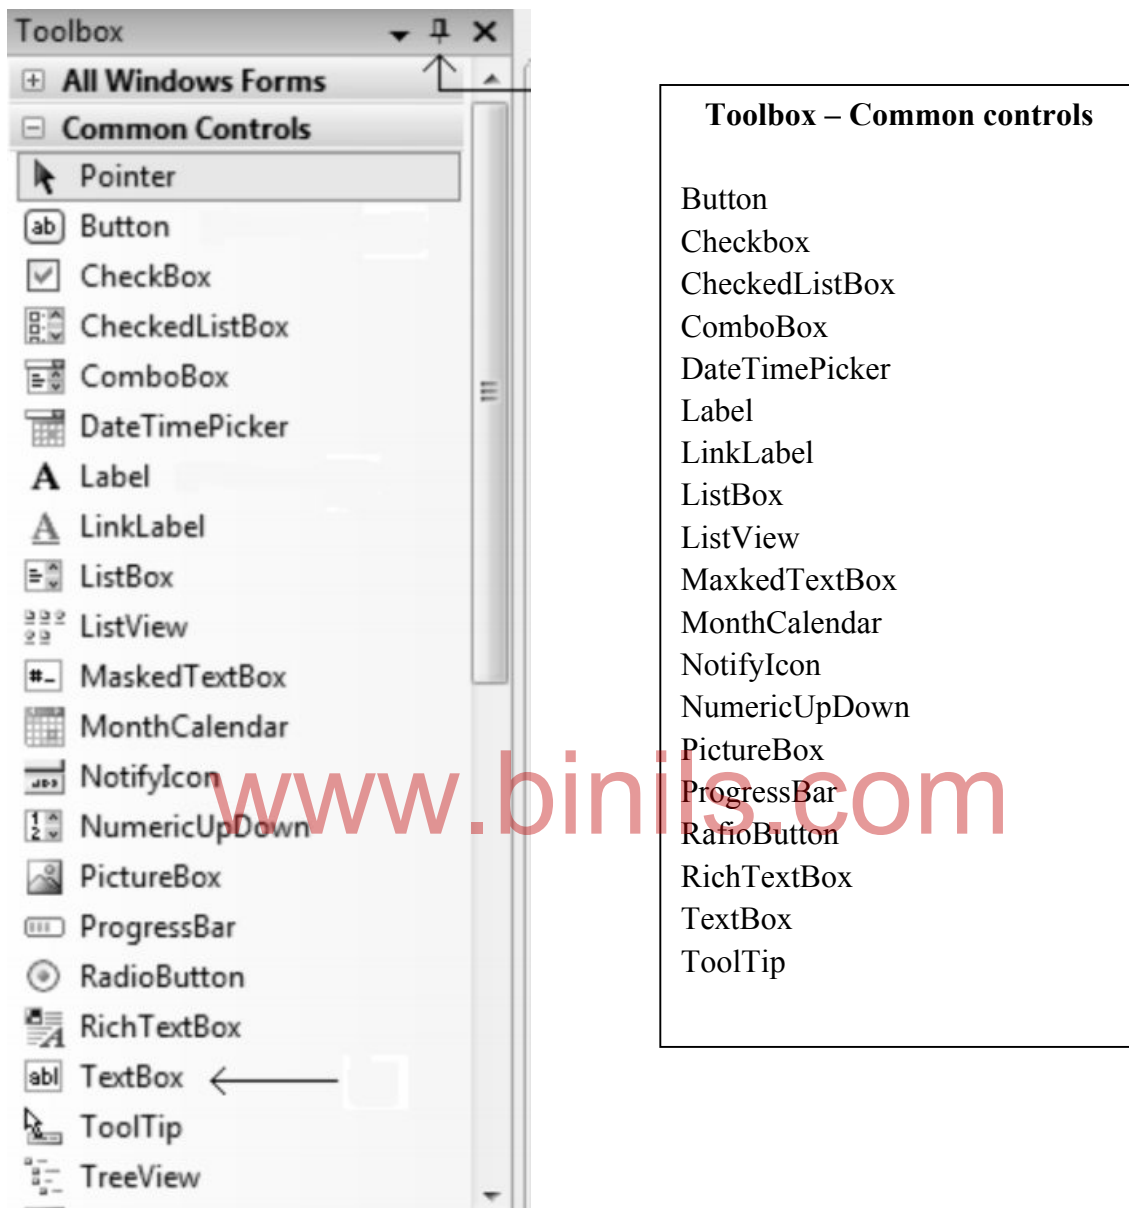 Toolbox
All Windows Forms
Common Controls
Pointer
Button
CheckBox
CheckedListBox
ComboBox
DateTimePicker
Label
LinkLabel
ListBox
ListView
MaskedTextBox
MonthCalendar
NotifyIcon
NumericUpDown
PictureBox
ProgressBar
RadioButton
RichTextBox
TextBox
ToolTip
TreeView
Toolbox – Common controls
Button
Checkbox
CheckedListBox
ComboBox
DateTimePicker
Label
LinkLabel
ListBox
ListView
MaxkedTextBox
MonthCalendar
NotifyIcon
NumericUpDown
PictureBox
ProgressBar
RafioButton
RichTextBox
TextBox
ToolTip
www.binils.com